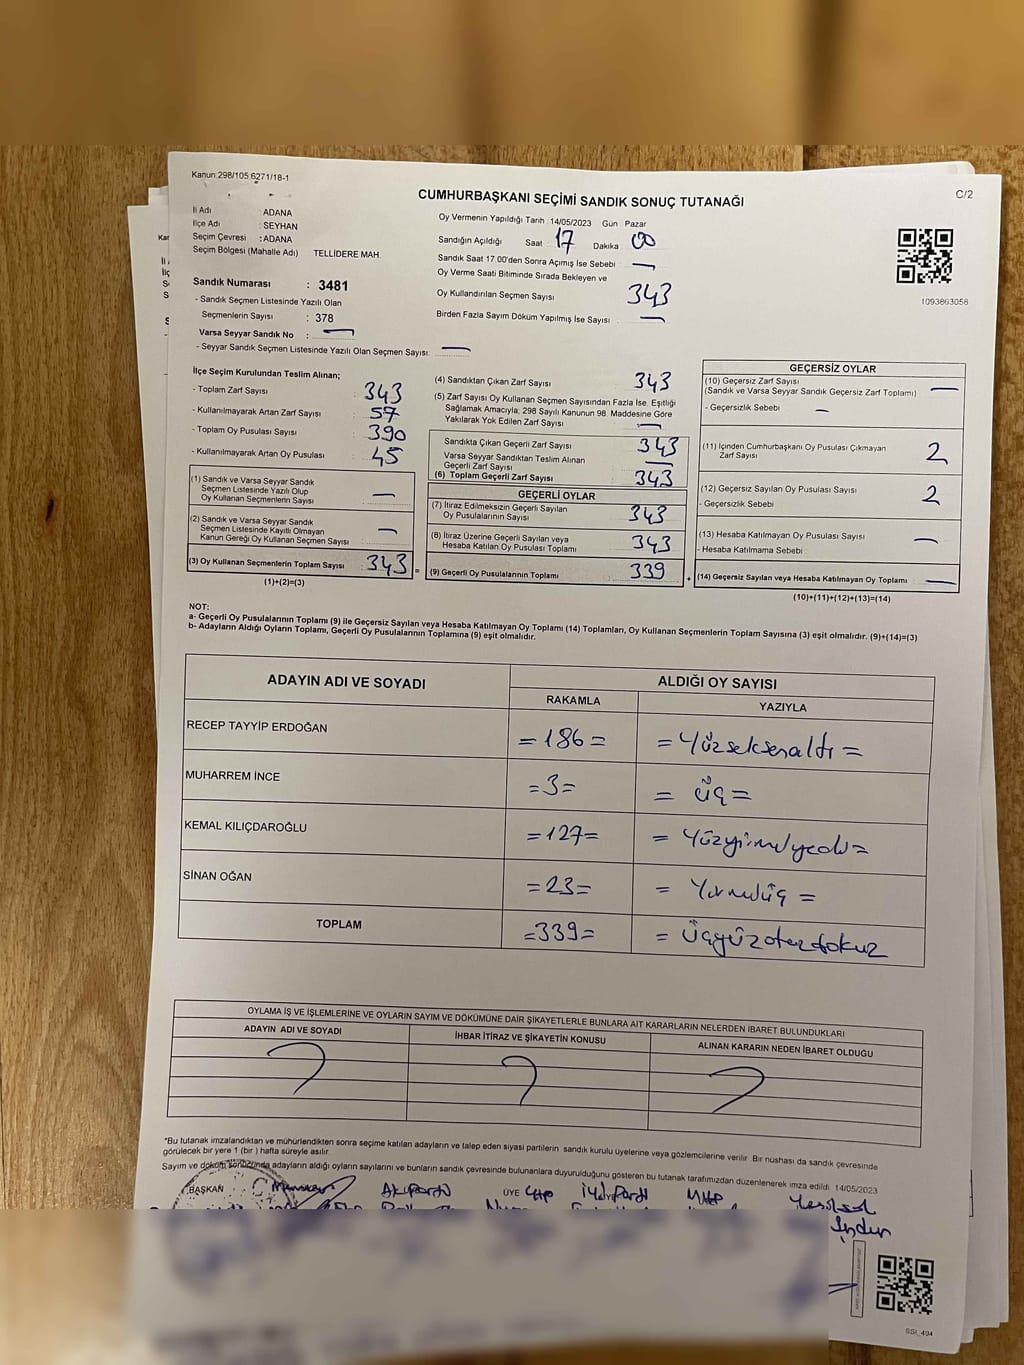 Kanun:298/105:6271/18-1
CUMHURBAŞKANI SEÇİMİ SANDIK SONUÇ TUTANAĞI
C/2
İl Adı ADANA
İlçe Adı : SEYHAN
Seçim Çevresi : ADANA
Seçim Bölgesi (Mahalle Adı) TELLİDERE MAH.
Sandık Numarası : 3481
- Sandık Seçmen Listesinde Yazılı Olan
Seçmenlerin Sayısı : 378
Varsa Seyyar Sandık No : —
- Seyyar Sandık Seçmen Listesinde Yazılı Olan Seçmen Sayısı: —
Oy Vermenin Yapıldığı Tarih :14/05/2023 Gün Pazar
Sandığın Açıldığı Saat 17 Dakika 00
Sandık Saat 17.00'den Sonra Açımış İse Sebebi —
Oy Verme Saati Bitiminde Sırada Bekleyen ve
Oy Kullandırılan Seçmen Sayısı 343
Birden Fazla Sayım Döküm Yapılmış İse Sayısı —
1093863058
İlçe Seçim Kurulundan Teslim Alınan;
- Toplam Zarf Sayısı 343
- Kullanılmayarak Artan Zarf Sayısı 57
- Toplam Oy Pusulası Sayısı 390
- Kullanılmayarak Artan Oy Pusulası 45
(1) Sandık ve Varsa Seyyar Sandık
Seçmen Listesinde Yazılı Olup
Oy Kullanan Seçmenlerin Sayısı —
(2) Sandık ve Varsa Seyyar Sandık
Seçmen Listesinde Kayıtlı Olmayan
Kanun Gereği Oy Kullanan Seçmen Sayısı —
(3) Oy Kullanan Seçmenlerin Toplam Sayısı 343 =
(1)+(2)=(3)
(4) Sandıktan Çıkan Zarf Sayısı 343
(5) Zarf Sayısı Oy Kullanan Seçmen Sayısından Fazla İse, Eşitliği
Sağlamak Amacıyla; 298 Sayılı Kanunun 98. Maddesine Göre
Yakılarak Yok Edilen Zarf Sayısı —
Sandıkta Çıkan Geçerli Zarf Sayısı 343
Varsa Seyyar Sandıktan Teslim Alınan
Geçerli Zarf Sayısı —
(6) Toplam Geçerli Zarf Sayısı 343
GEÇERLİ OYLAR
(7) İtiraz Edilmeksizin Geçerli Sayılan
Oy Pusulalarının Sayısı 343
(8) İtiraz Üzerine Geçerli Sayılan veya
Hesaba Katılan Oy Pusulası Toplamı 343
(9) Geçerli Oy Pusulalarının Toplamı 339 +
GEÇERSİZ OYLAR
(10) Geçersiz Zarf Sayısı
(Sandık ve Varsa Seyyar Sandık Geçersiz Zarf Toplamı) —
- Geçersizlik Sebebi —
(11) İçinden Cumhurbaşkanı Oy Pusulası Çıkmayan
Zarf Sayısı 2
(12) Geçersiz Sayılan Oy Pusulası Sayısı 2
- Geçersizlik Sebebi
(13) Hesaba Katılmayan Oy Pusulası Sayısı —
- Hesaba Katılmama Sebebi
(14) Geçersiz Sayılan veya Hesaba Katılmayan Oy Toplamı —
(10)+(11)+(12)+(13)=(14)
NOT:
a- Geçerli Oy Pusulalarının Toplamı (9) ile Geçersiz Sayılan veya Hesaba Katılmayan Oy Toplamı (14) Toplamları, Oy Kullanan Seçmenlerin Toplam Sayısına (3) eşit olmalıdır. (9)+(14)=(3)
b- Adayların Aldığı Oyların Toplamı, Geçerli Oy Pusulalarının Toplamına (9) eşit olmalıdır.
ADAYIN ADI VE SOYADI ALDIĞI OY SAYISI
RAKAMLA YAZIYLA
RECEP TAYYİP ERDOĞAN =186= =Yüzseksenaltı=
MUHARREM İNCE =3= =üç=
KEMAL KILIÇDAROĞLU =127= =Yüzyirmiyedi=
SİNAN OĞAN =23= =Yirmiüç=
TOPLAM =339= =Üçyüzotuzdokuz
OYLAMA İŞ VE İŞLEMLERİNE VE OYLARIN SAYIM VE DÖKÜMÜNE DAİR ŞİKAYETLERLE BUNLARA AİT KARARLARIN NELERDEN İBARET BULUNDUKLARI
ADAYIN ADI VE SOYADI İHBAR İTİRAZ VE ŞİKAYETİN KONUSU ALINAN KARARIN NEDEN İBARET OLDUĞU
*Bu tutanak imzalandıktan ve mühürlendikten sonra seçime katılan adayların ve talep eden siyasi partilerin sandık kurulu üyelerine veya gözlemcilerine verilir. Bir nüshası da sandık çevresinde
görülecek bir yere 1 (bir) hafta süreyle asılır.
Sayım ve döküm sonucunda adayların aldığı oyların sayılarını ve bunların sandık çevresinde bulunanlara duyurulduğunu gösteren bu tutanak tarafımızdan düzenlenerek imza edildi. 14/05/2023
BAŞKAN Ak Parti ÜYE CHP İYİ Parti MHP Yeşil Sol
SSI_494